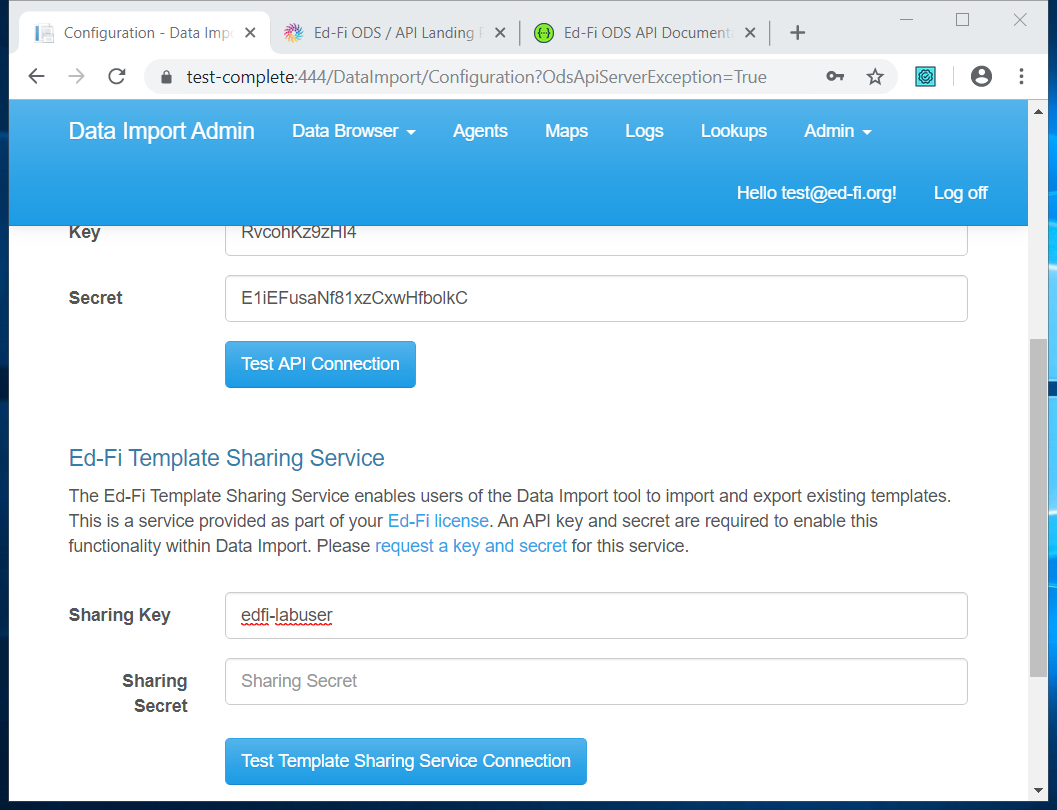 Configuration - Data Impo
Ed-Fi ODS / API Landing P
Ed-Fi ODS API Documenta
test-complete:444/DataImport/Configuration?OdsApiServerException=True
Data Import Admin
Data Browser
Agents
Maps
Logs
Lookups
Admin
Hello test@ed-fi.org!
Log off
Key
RvcohKz9zHI4
Secret
E1iEFusaNf81xzCxwHfbolkC
Test API Connection
Ed-Fi Template Sharing Service
The Ed-Fi Template Sharing Service enables users of the Data Import tool to import and export existing templates.
This is a service provided as part of your Ed-Fi license. An API key and secret are required to enable this
functionality within Data Import. Please request a key and secret for this service.
Sharing Key
edfi-labuser
Sharing
Secret
Sharing Secret
Test Template Sharing Service Connection